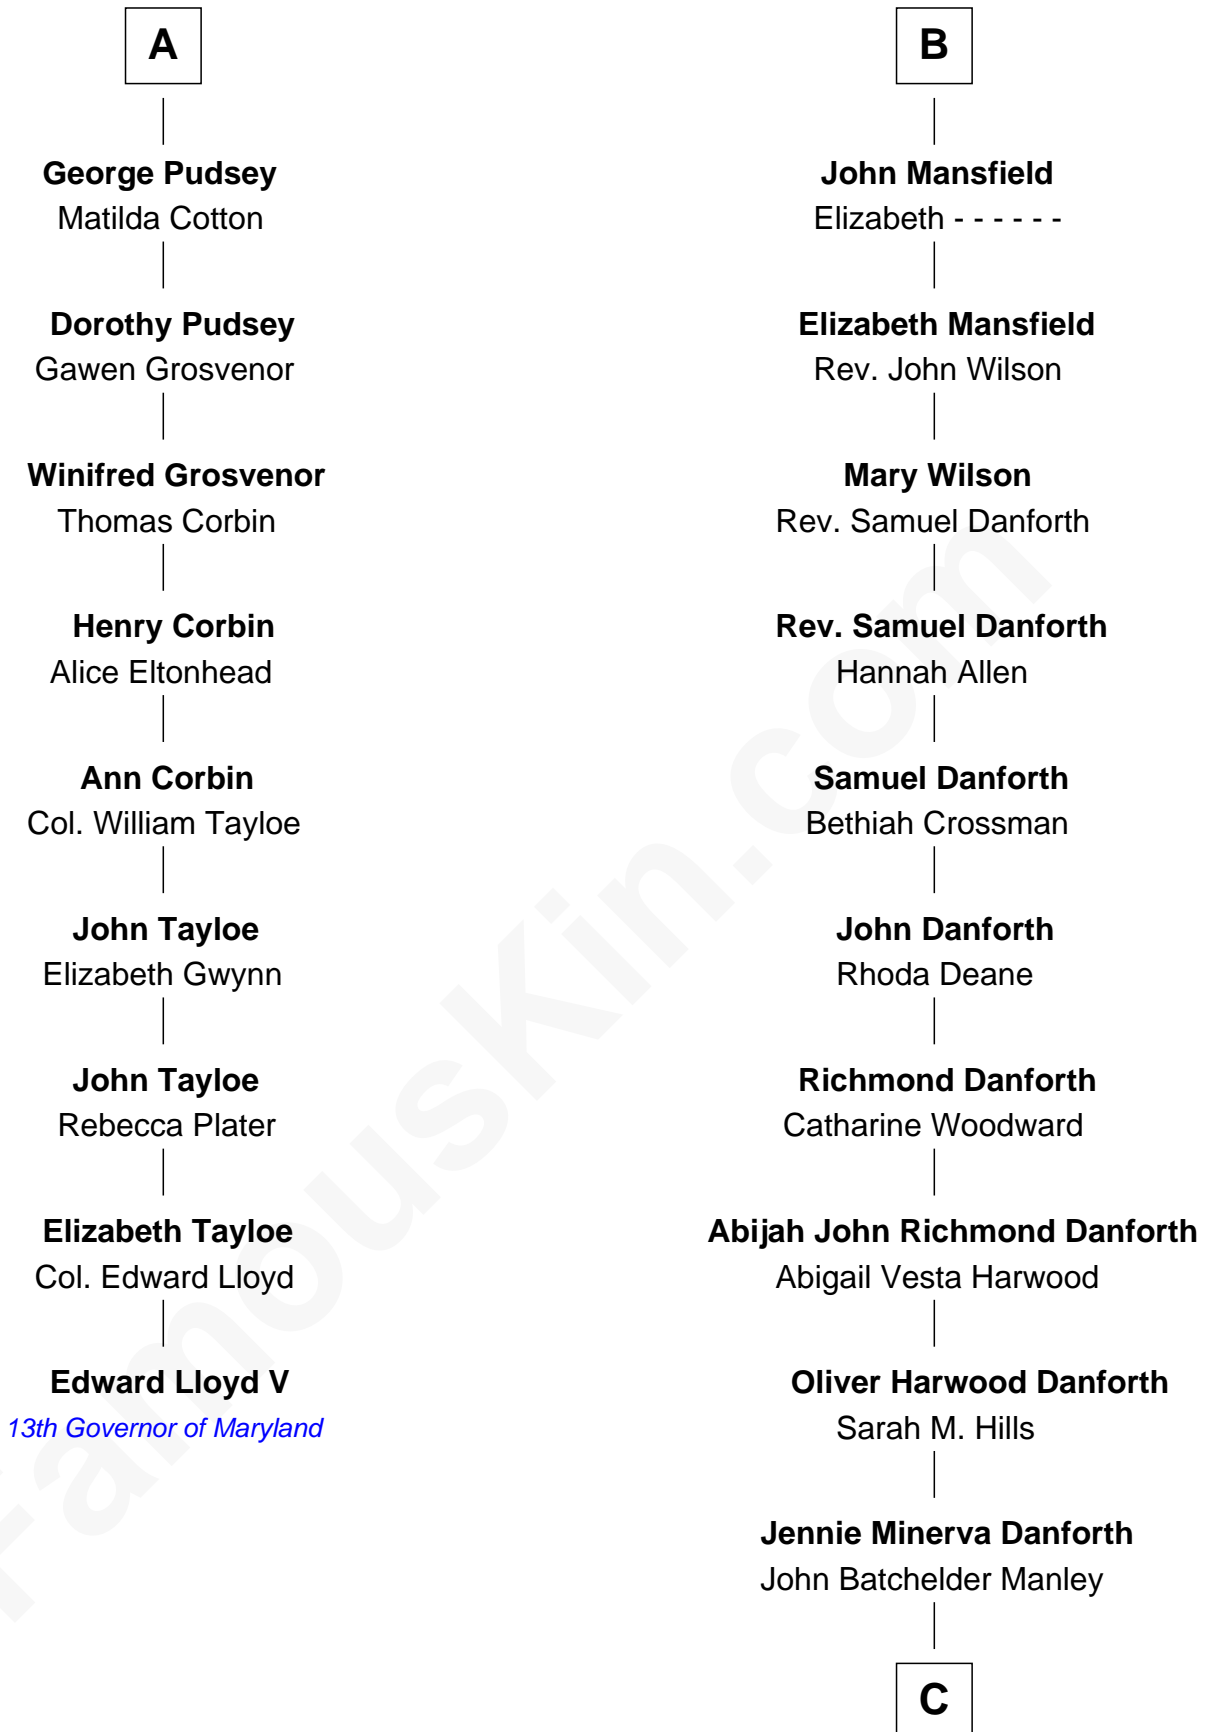 A
George Pudsey
Matilda Cotton
Dorothy Pudsey
Gawen Grosvenor
Winifred Grosvenor
Thomas Corbin
Henry Corbin
Alice Eltonhead
Ann Corbin
Col. William Tayloe
John Tayloe
Elizabeth Gwynn
John Tayloe
Rebecca Plater
Elizabeth Tayloe
Col. Edward Lloyd
Edward Lloyd V
13th Governor of Maryland
B
John Mansfield
Elizabeth - - - - - -
Elizabeth Mansfield
Rev. John Wilson
Mary Wilson
Rev. Samuel Danforth
Rev. Samuel Danforth
Hannah Allen
Samuel Danforth
Bethiah Crossman
John Danforth
Rhoda Deane
Richmond Danforth
Catharine Woodward
Abijah John Richmond Danforth
Abigail Vesta Harwood
Oliver Harwood Danforth
Sarah M. Hills
Jennie Minerva Danforth
John Batchelder Manley
C
FamousKin.com